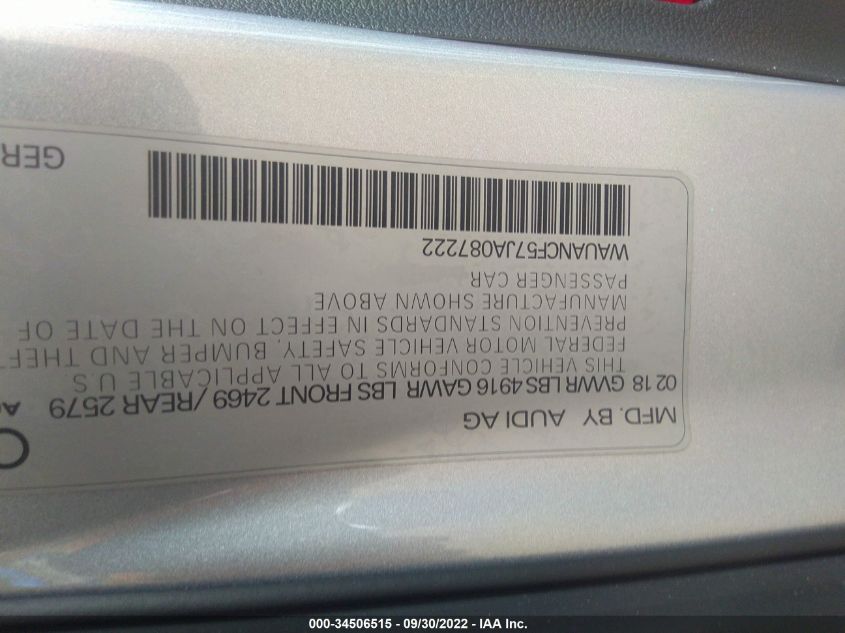 MFD. BY AUDI AG
02 18 GVWR LBS 4916 GAWR LBS FRONT 2469 / REAR 2579
THIS VEHICLE CONFORMS TO ALL APPLICABLE U.S
FEDERAL MOTOR VEHICLE SAFETY, BUMPER AND THEFT
PREVENTION STANDARDS IN EFFECT ON THE DATE OF
MANUFACTURE SHOWN ABOVE
PASSENGER CAR
WAUANCF57JA087222
GER
000-34506515 - 09/30/2022 - IAA Inc.